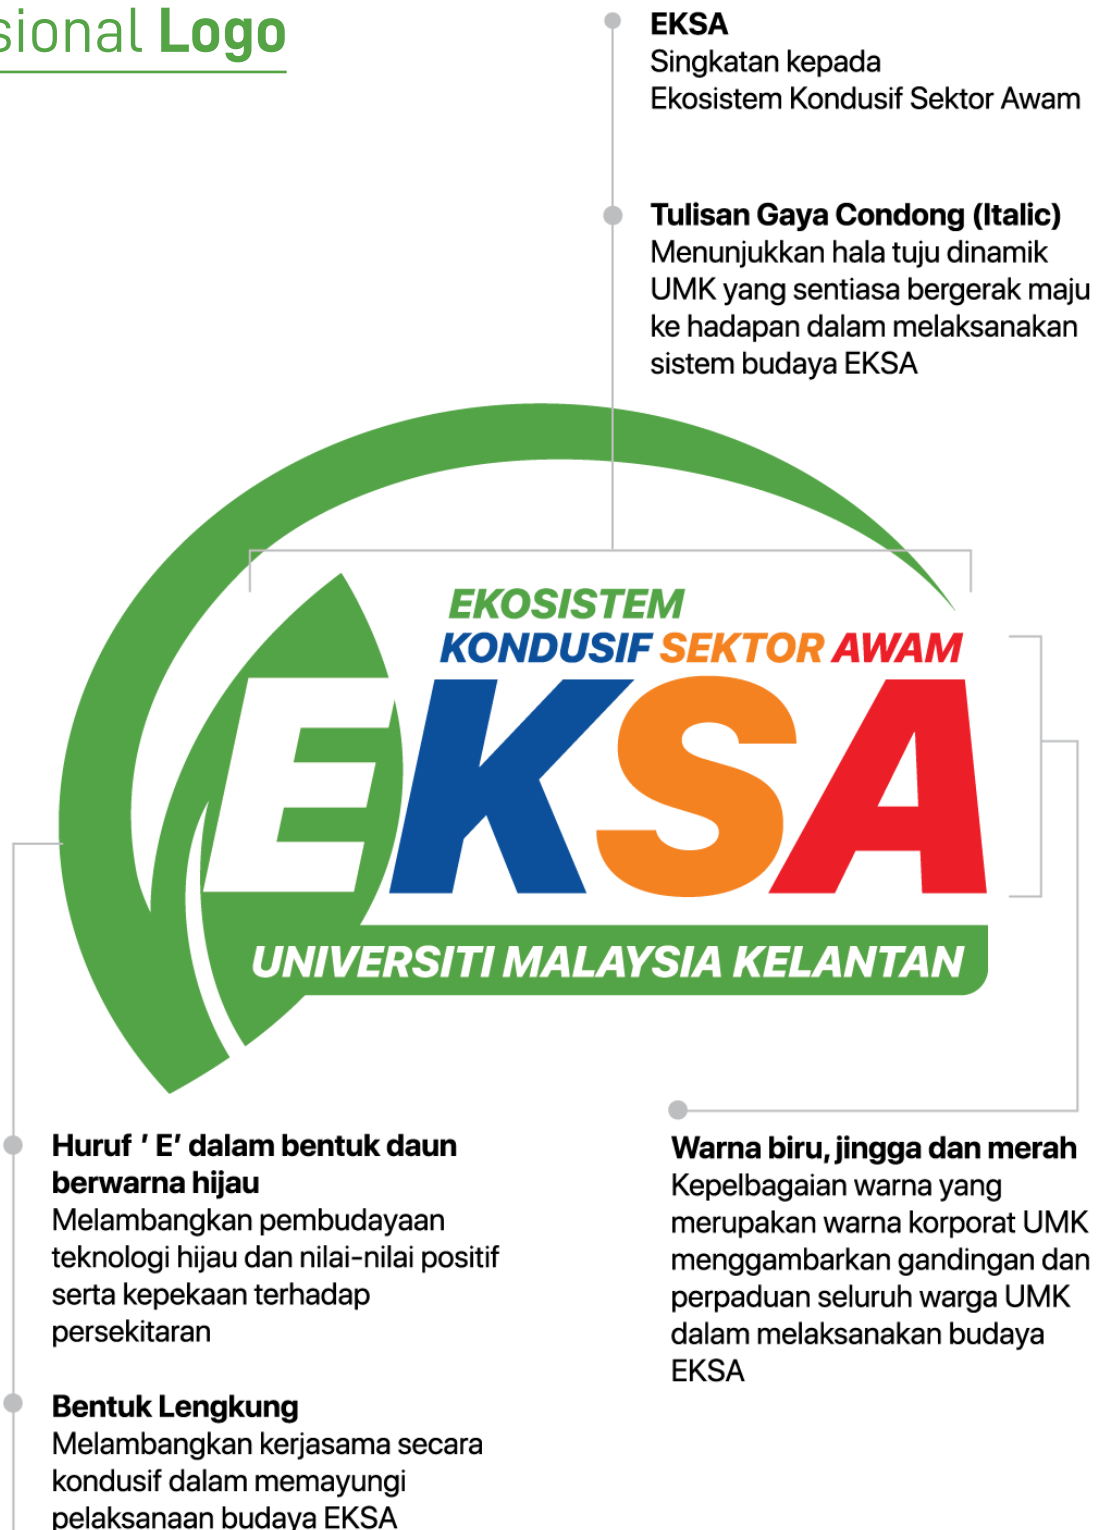 sional Logo
EKSA
Singkatan kepada
Ekosistem Kondusif Sektor Awam
Tulisan Gaya Condong (Italic)
Menunjukkan hala tuju dinamik
UMK yang sentiasa bergerak maju
ke hadapan dalam melaksanakan
sistem budaya EKSA
EKOSISTEM
KONDUSIF SEKTOR AWAM
EKSA
UNIVERSITI MALAYSIA KELANTAN
Huruf ' E' dalam bentuk daun
berwarna hijau
Melambangkan pembudayaan
teknologi hijau dan nilai-nilai positif
serta kepekaan terhadap
persekitaran
Bentuk Lengkung
Melambangkan kerjasama secara
kondusif dalam memayungi
pelaksanaan budaya EKSA
Warna biru, jingga dan merah
Kepelbagaian warna yang
merupakan warna korporat UMK
menggambarkan gandingan dan
perpaduan seluruh warga UMK
dalam melaksanakan budaya
EKSA